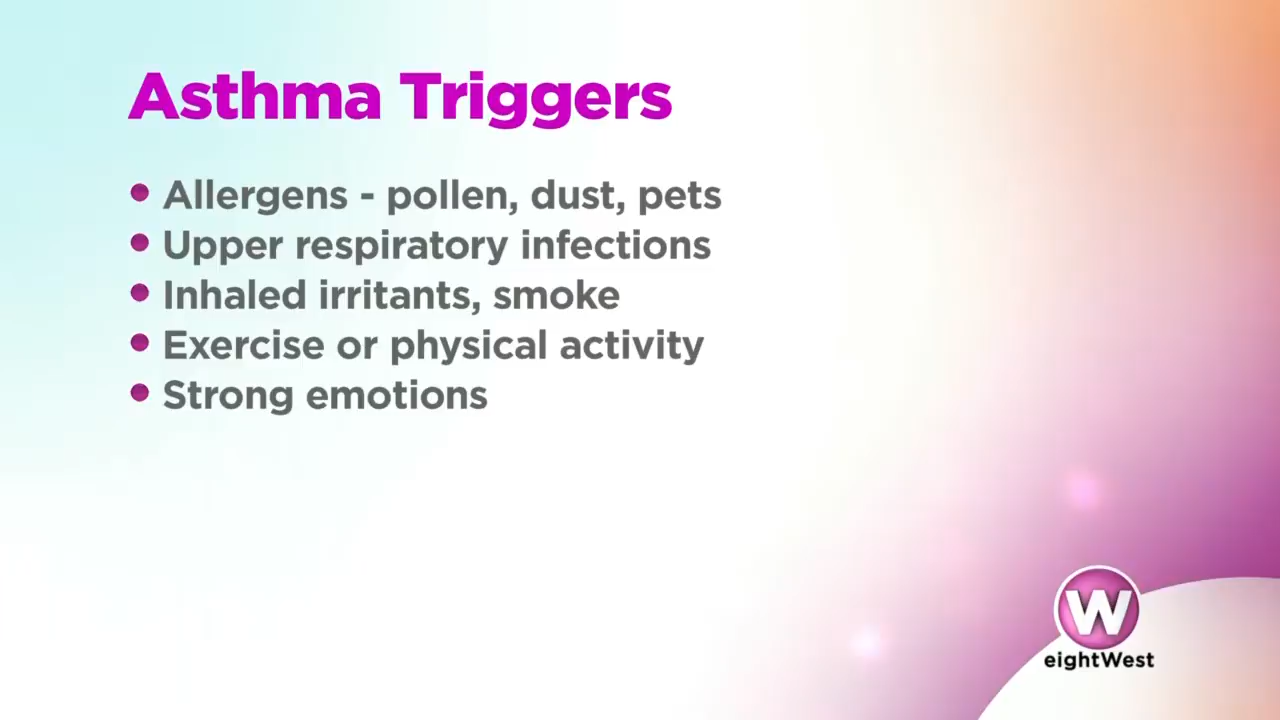 Asthma Triggers
• Allergens - pollen, dust, pets
• Upper respiratory infections
• Inhaled irritants, smoke
• Exercise or physical activity
• Strong emotions
W
eightWest